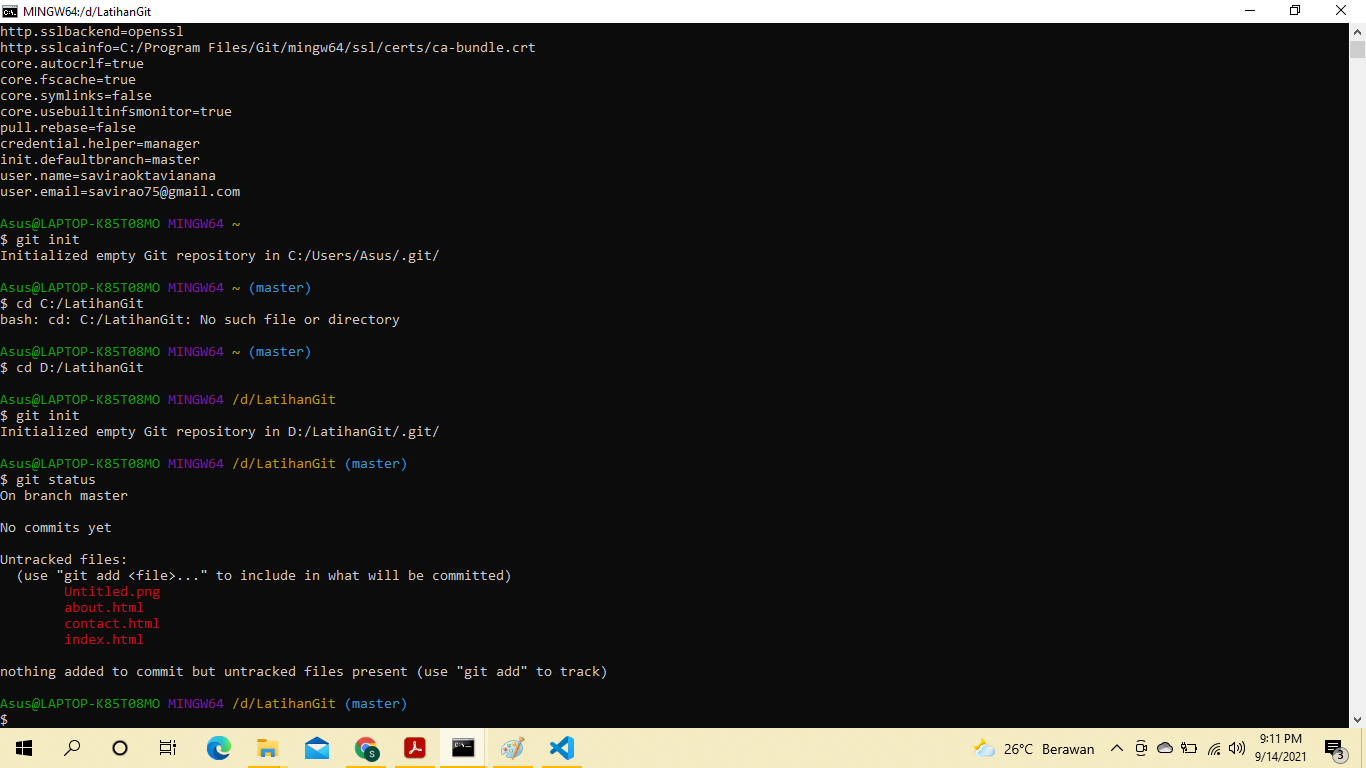 MINGW64:/d/LatihanGit
http.sslbackend=openssl
http.sslcainfo=C:/Program Files/Git/mingw64/ssl/certs/ca-bundle.crt
core.autocrlf=true
core.fscache=true
core.symlinks=false
core.usebuiltinfsmonitor=true
pull.rebase=false
credential.helper=manager
init.defaultbranch=master
user.name=saviraoktavianana
user.email=savirao75@gmail.com
Asus@LAPTOP-K85T08MO MINGW64 ~
$ git init
Initialized empty Git repository in C:/Users/Asus/.git/
Asus@LAPTOP-K85T08MO MINGW64 ~ (master)
$ cd C:/LatihanGit
bash: cd: C:/LatihanGit: No such file or directory
Asus@LAPTOP-K85T08MO MINGW64 ~ (master)
$ cd D:/LatihanGit
Asus@LAPTOP-K85T08MO MINGW64 /d/LatihanGit
$ git init
Initialized empty Git repository in D:/LatihanGit/.git/
Asus@LAPTOP-K85T08MO MINGW64 /d/LatihanGit (master)
$ git status
On branch master
No commits yet
Untracked files:
(use "git add <file>..." to include in what will be committed)
Untitled.png
about.html
contact.html
index.html
nothing added to commit but untracked files present (use "git add" to track)
Asus@LAPTOP-K85T08MO MINGW64 /d/LatihanGit (master)
$
26°C Berawan
9:11 PM
9/14/2021
3